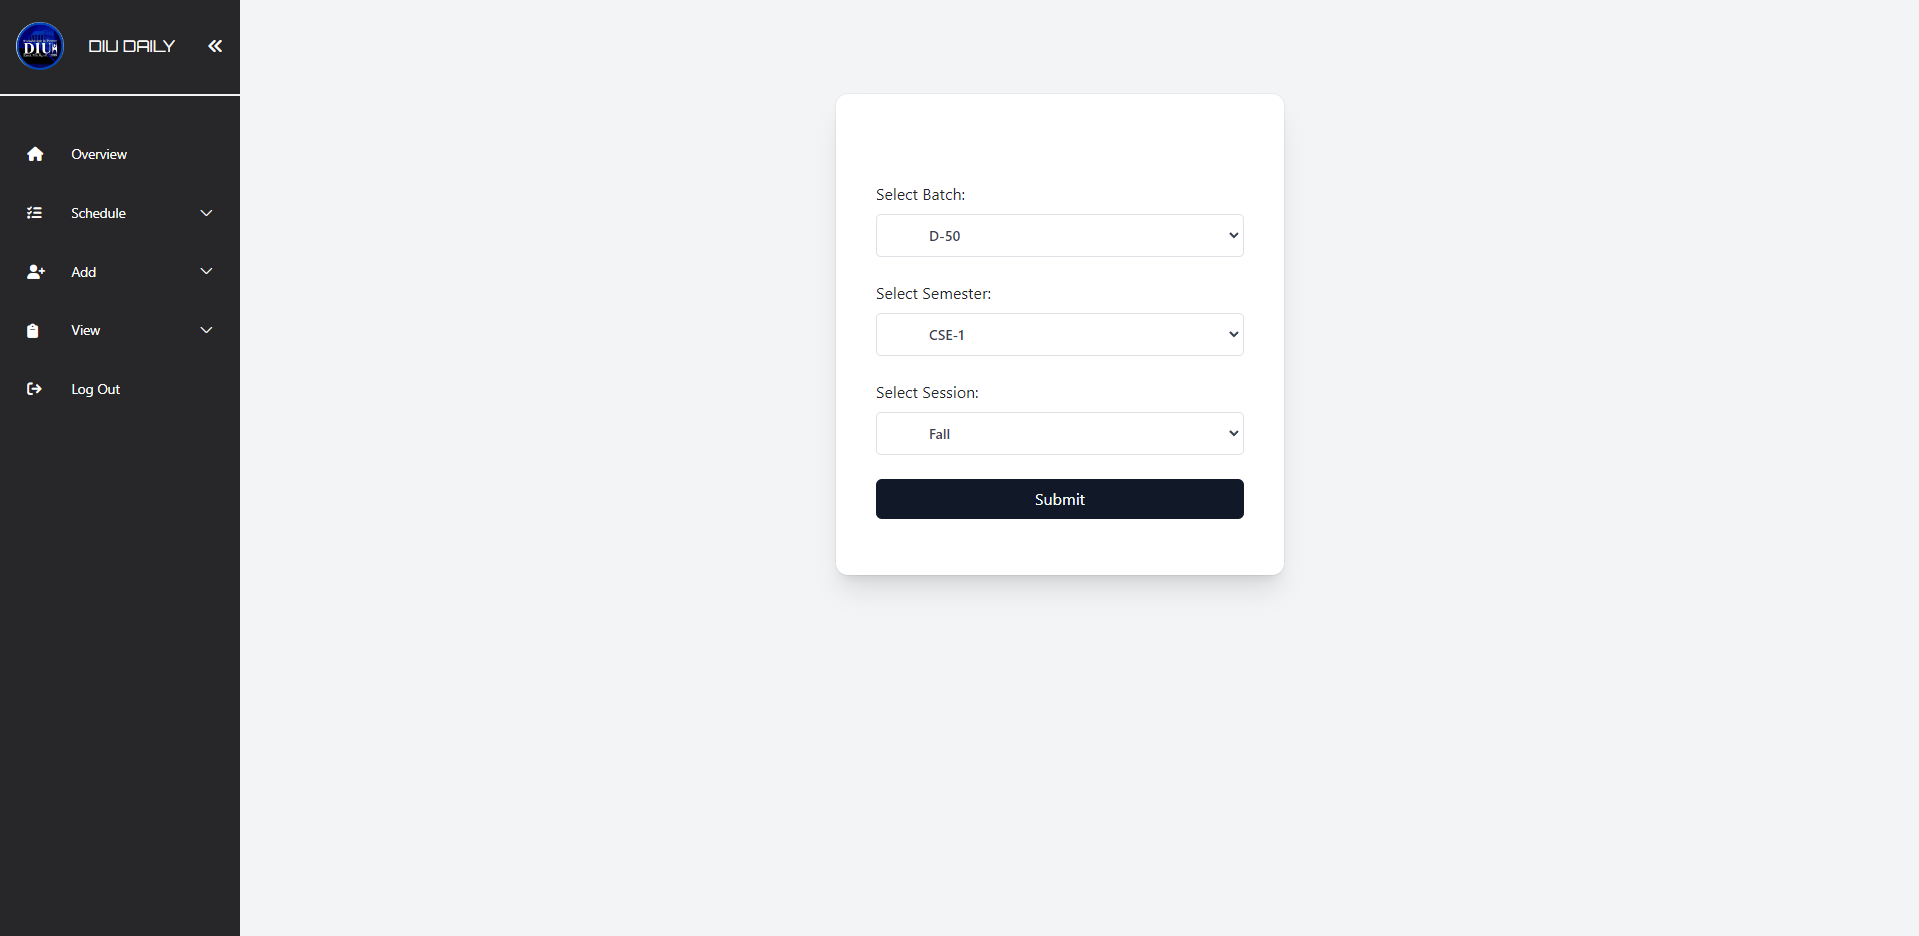 DIU
DIU DAILY
Overview
Schedule
Add
View
Log Out
Select Batch:
D-50
Select Semester:
CSE-1
Select Session:
Fall
Submit